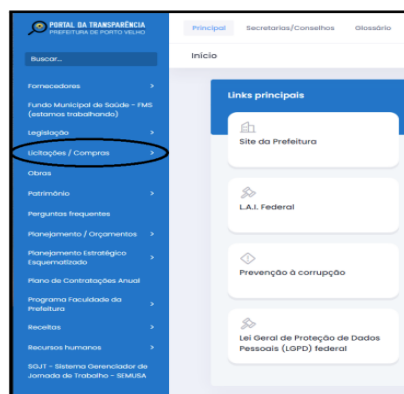 PORTAL DA TRANSPARÊNCIA
PREFEITURA DE PORTO VELHO
Buscar...
Fornecedores
Fundo Municipal de Saúde - FMS
(estamos trabalhando)
Legislação
Licitações / Compras
Obras
Patrimônio
Perguntas frequentes
Planejamento / Orçamentos
Planejamento Estratégico
Esquematizado
Plano de Contratações Anual
Programa Faculdade da
Prefeitura
Receitas
Recursos humanos
SGJT - Sistema Gerenciador de
Jornada de Trabalho - SEMUSA
Principal Secretarias/Conselhos Glossário
Início
Links principais
Site da Prefeitura
L.A.I. Federal
Prevenção à corrupção
Lei Geral de Proteção de Dados
Pessoais (LGPD) federal